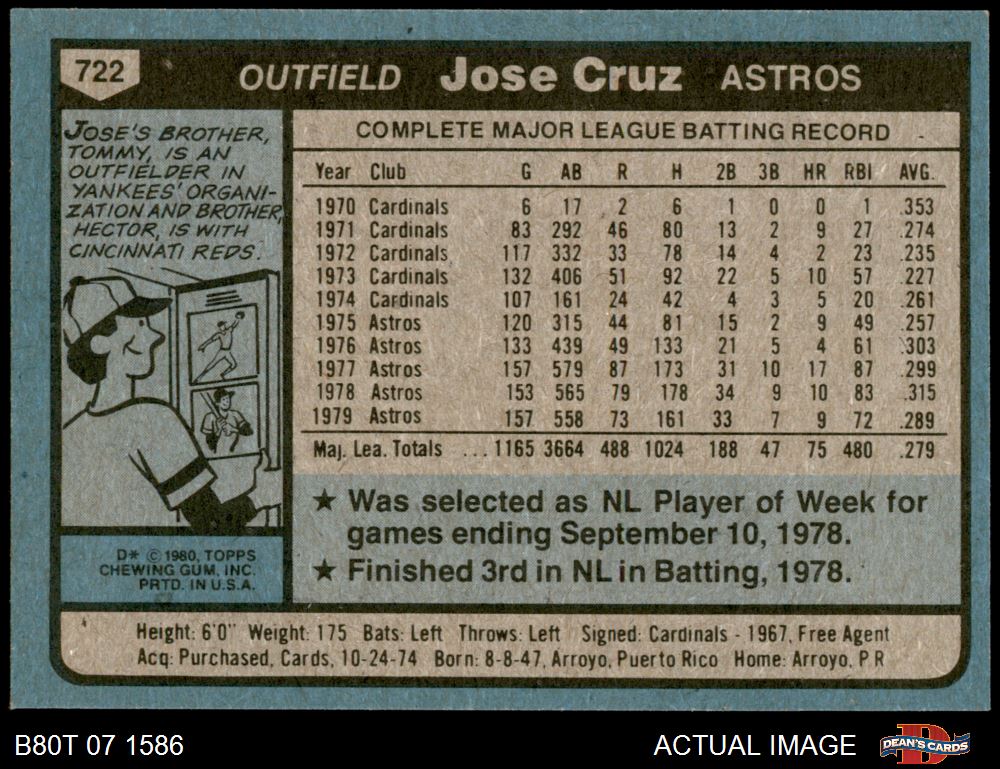 722
OUTFIELD Jose Cruz ASTROS
JOSE'S BROTHER,
TOMMY, IS AN
OUTFIELDER IN
YANKEES' ORGANI-
ZATION AND BROTHER,
HECTOR, IS WITH
CINCINNATI REDS.
D* © 1980, TOPPS
CHEWING GUM, INC.
PRTD. IN U.S.A.
COMPLETE MAJOR LEAGUE BATTING RECORD
Year Club G AB R H 2B 3B HR RBI AVG.
1970 Cardinals 6 17 2 6 1 0 0 1 .353
1971 Cardinals 83 292 46 80 13 2 9 27 .274
1972 Cardinals 117 332 33 78 14 4 2 23 .235
1973 Cardinals 132 406 51 92 22 5 10 57 .227
1974 Cardinals 107 161 24 42 4 3 5 20 .261
1975 Astros 120 315 44 81 15 2 9 49 .257
1976 Astros 133 439 49 133 21 5 4 61 .303
1977 Astros 157 579 87 173 31 10 17 87 .299
1978 Astros 153 565 79 178 34 9 10 83 .315
1979 Astros 157 558 73 161 33 7 9 72 .289
Maj. Lea. Totals ... 1165 3664 488 1024 188 47 75 480 .279
★ Was selected as NL Player of Week for
games ending September 10, 1978.
★ Finished 3rd in NL in Batting, 1978.
Height: 6'0" Weight: 175 Bats: Left Throws: Left Signed: Cardinals - 1967, Free Agent
Acq: Purchased, Cards, 10-24-74 Born: 8-8-47, Arroyo, Puerto Rico Home: Arroyo, P R
B80T 07 1586
ACTUAL IMAGE
D
DEAN'S CARDS